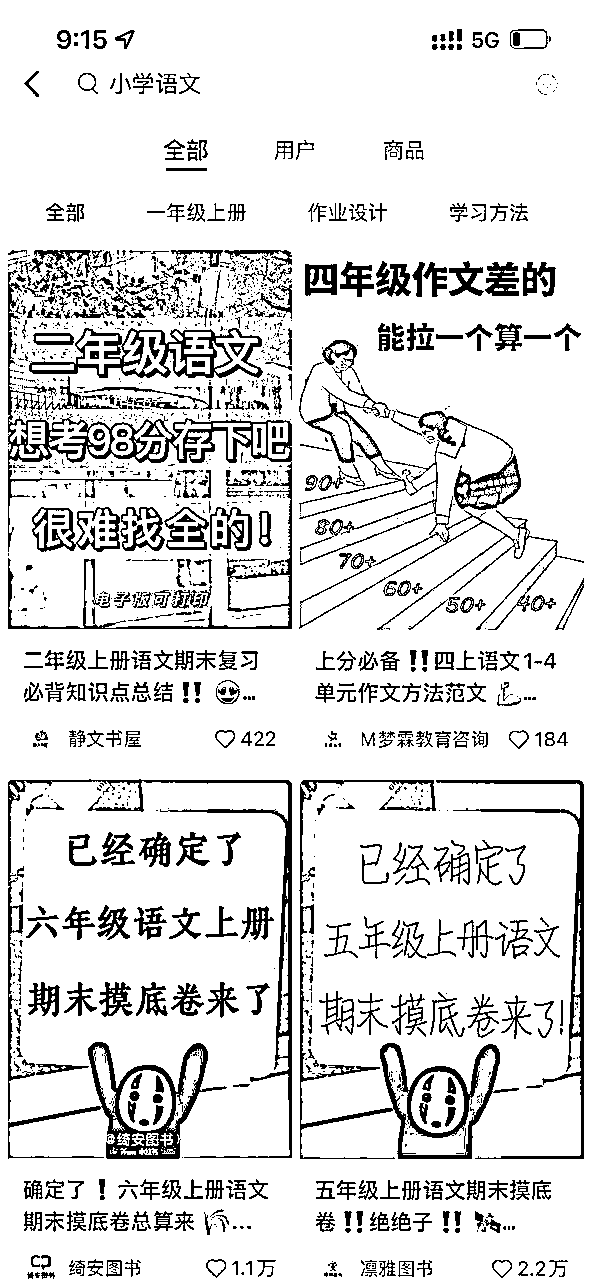 9:15
5G
小学语文
全部 用户 商品
全部 一年级上册 作业设计 学习方法
二年级语文
想考98分存下吧
很难找全的！
电子版可打印
二年级上册语文期末复习
必背知识点总结‼️ 😍...
静文书屋 422
四年级作文差的
能拉一个算一个
90+
80+
70+
60+
50+
40+
上分必备‼️四上语文1-4
单元作文方法范文💪...
M梦霖教育咨询 184
已经确定了
六年级语文上册
期末摸底卷来了
@绮安图书
确定了❗六年级上册语文
期末摸底卷总算来🌴...
绮安图书 1.1万
已经确定了
五年级上册语文
期末摸底卷来了!
五年级上册语文期末摸底
卷‼️绝绝子‼️...
凛雅图书 2.2万